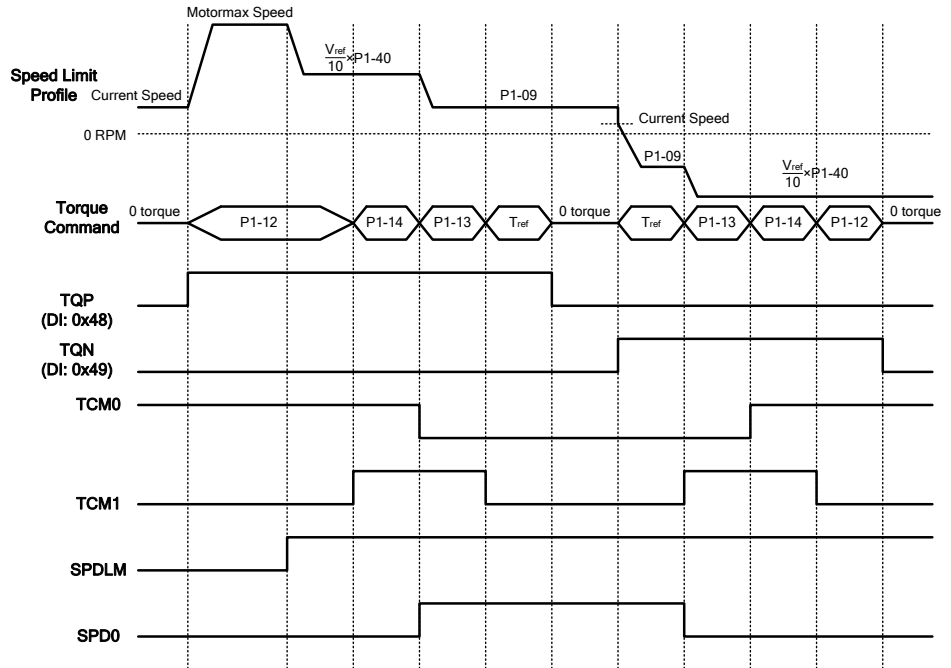 Motormax Speed
Vref
10 ×P1-40
Speed Limit
Profile
Current Speed
P1-09
0 RPM
Current Speed
P1-09
Vref
10 ×P1-40
Torque
Command
0 torque
P1-12
P1-14
P1-13
Tref
0 torque
Tref
P1-13
P1-14
P1-12
0 torque
TQP
(DI: 0x48)
TQN
(DI: 0x49)
TCM0
TCM1
SPDLM
SPD0